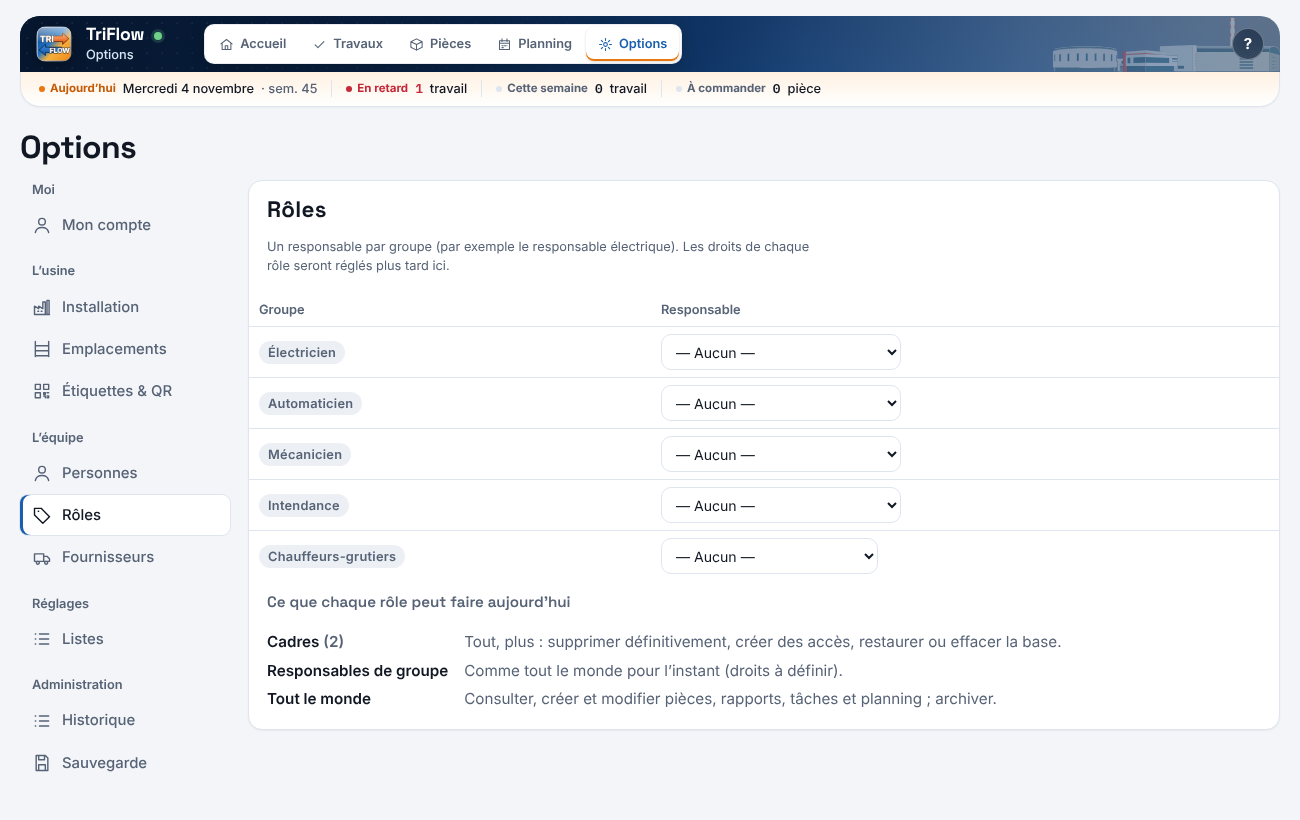 TRI
FLOW
TriFlow
Options
Accueil
Travaux
Pièces
Planning
Options
?
Aujourd’hui Mercredi 4 novembre · sem. 45
En retard 1 travail
Cette semaine 0 travail
À commander 0 pièce
Options
Moi
Mon compte
L’usine
Installation
Emplacements
Étiquettes & QR
L’équipe
Personnes
Rôles
Fournisseurs
Réglages
Listes
Administration
Historique
Sauvegarde
Rôles
Un responsable par groupe (par exemple le responsable électrique). Les droits de chaque
rôle seront réglés plus tard ici.
Groupe Responsable
Électricien — Aucun —
Automaticien — Aucun —
Mécanicien — Aucun —
Intendance — Aucun —
Chauffeurs-grutiers — Aucun —
Ce que chaque rôle peut faire aujourd’hui
Cadres (2) Tout, plus : supprimer définitivement, créer des accès, restaurer ou effacer la base.
Responsables de groupe Comme tout le monde pour l’instant (droits à définir).
Tout le monde Consulter, créer et modifier pièces, rapports, tâches et planning ; archiver.